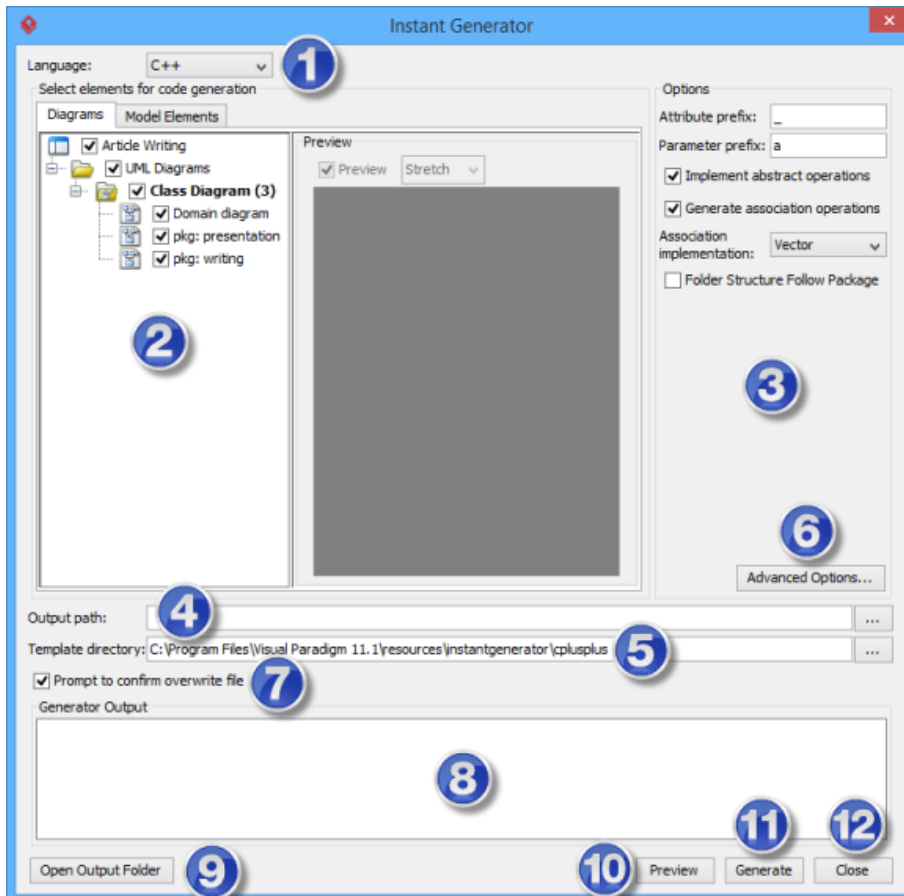 Instant Generator
Language: C++ 1
Select elements for code generation
Diagrams Model Elements
Article Writing
UML Diagrams
Class Diagram (3)
Domain diagram
pkg: presentation
pkg: writing
2
Preview
Preview Stretch
Options
Attribute prefix: _
Parameter prefix: a
Implement abstract operations
Generate association operations
Association
implementation: Vector
Folder Structure Follow Package
3
6
Advanced Options...
Output path: 4 ...
Template directory: C:\Program Files\Visual Paradigm 11.1\resources\instantgenerator\cplusplus 5 ...
Prompt to confirm overwrite file 7
Generator Output
8
Open Output Folder 9 10 Preview 11 Generate 12 Close